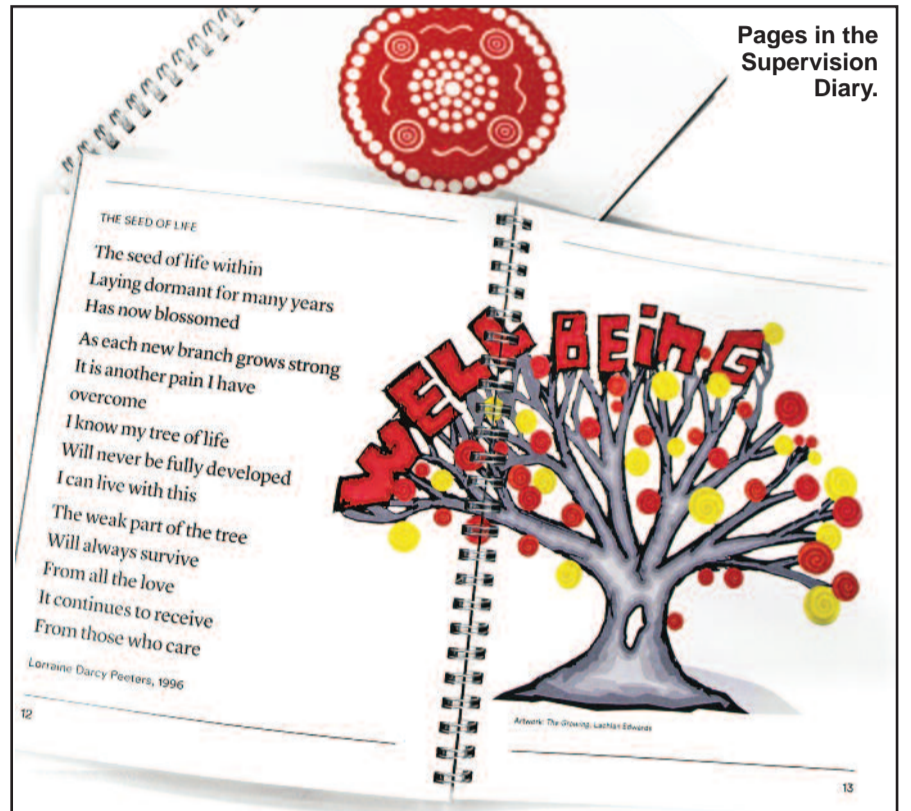 Pages in the
Supervision
Diary.
THE SEED OF LIFE
The seed of life within
Laying dormant for many years
Has now blossomed
As each new branch grows strong
It is another pain I have
overcome
I know my tree of life
Will never be fully developed
I can live with this
The weak part of the tree
Will always survive
From all the love
It continues to receive
From those who care
Lorraine Darcy Peeters, 1996
12
WELL BEiNG
Artwork: The Growing, Lachlan Edwards
13